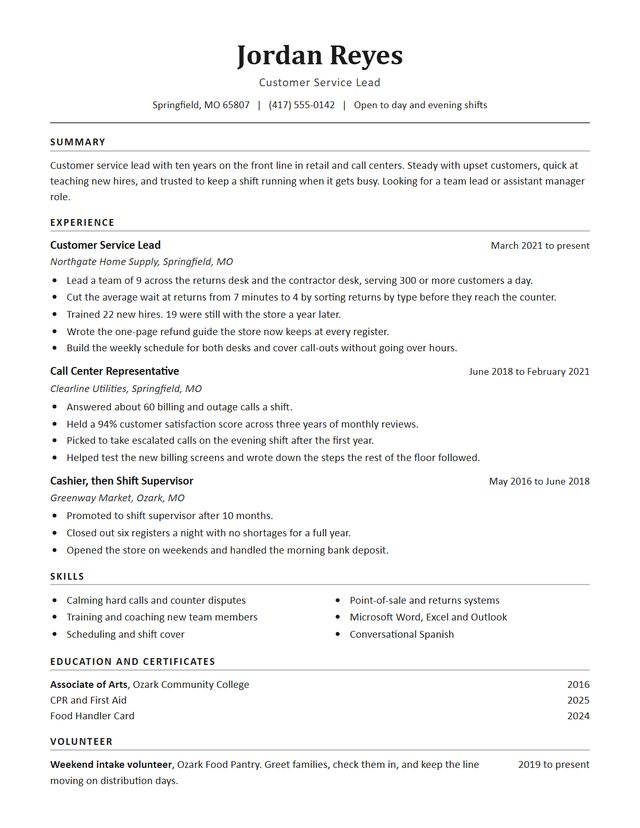 Jordan Reyes
Customer Service Lead
Springfield, MO 65807 | (417) 555-0142 | Open to day and evening shifts
SUMMARY
Customer service lead with ten years on the front line in retail and call centers. Steady with upset customers, quick at
teaching new hires, and trusted to keep a shift running when it gets busy. Looking for a team lead or assistant manager
role.
EXPERIENCE
Customer Service Lead March 2021 to present
Northgate Home Supply, Springfield, MO
• Lead a team of 9 across the returns desk and the contractor desk, serving 300 or more customers a day.
• Cut the average wait at returns from 7 minutes to 4 by sorting returns by type before they reach the counter.
• Trained 22 new hires. 19 were still with the store a year later.
• Wrote the one-page refund guide the store now keeps at every register.
• Build the weekly schedule for both desks and cover call-outs without going over hours.
Call Center Representative June 2018 to February 2021
Clearline Utilities, Springfield, MO
• Answered about 60 billing and outage calls a shift.
• Held a 94% customer satisfaction score across three years of monthly reviews.
• Picked to take escalated calls on the evening shift after the first year.
• Helped test the new billing screens and wrote down the steps the rest of the floor followed.
Cashier, then Shift Supervisor May 2016 to June 2018
Greenway Market, Ozark, MO
• Promoted to shift supervisor after 10 months.
• Closed out six registers a night with no shortages for a full year.
• Opened the store on weekends and handled the morning bank deposit.
SKILLS
• Calming hard calls and counter disputes
• Training and coaching new team members
• Scheduling and shift cover
• Point-of-sale and returns systems
• Microsoft Word, Excel and Outlook
• Conversational Spanish
EDUCATION AND CERTIFICATES
Associate of Arts, Ozark Community College 2016
CPR and First Aid 2025
Food Handler Card 2024
VOLUNTEER
Weekend intake volunteer, Ozark Food Pantry. Greet families, check them in, and keep the line 2019 to present
moving on distribution days.